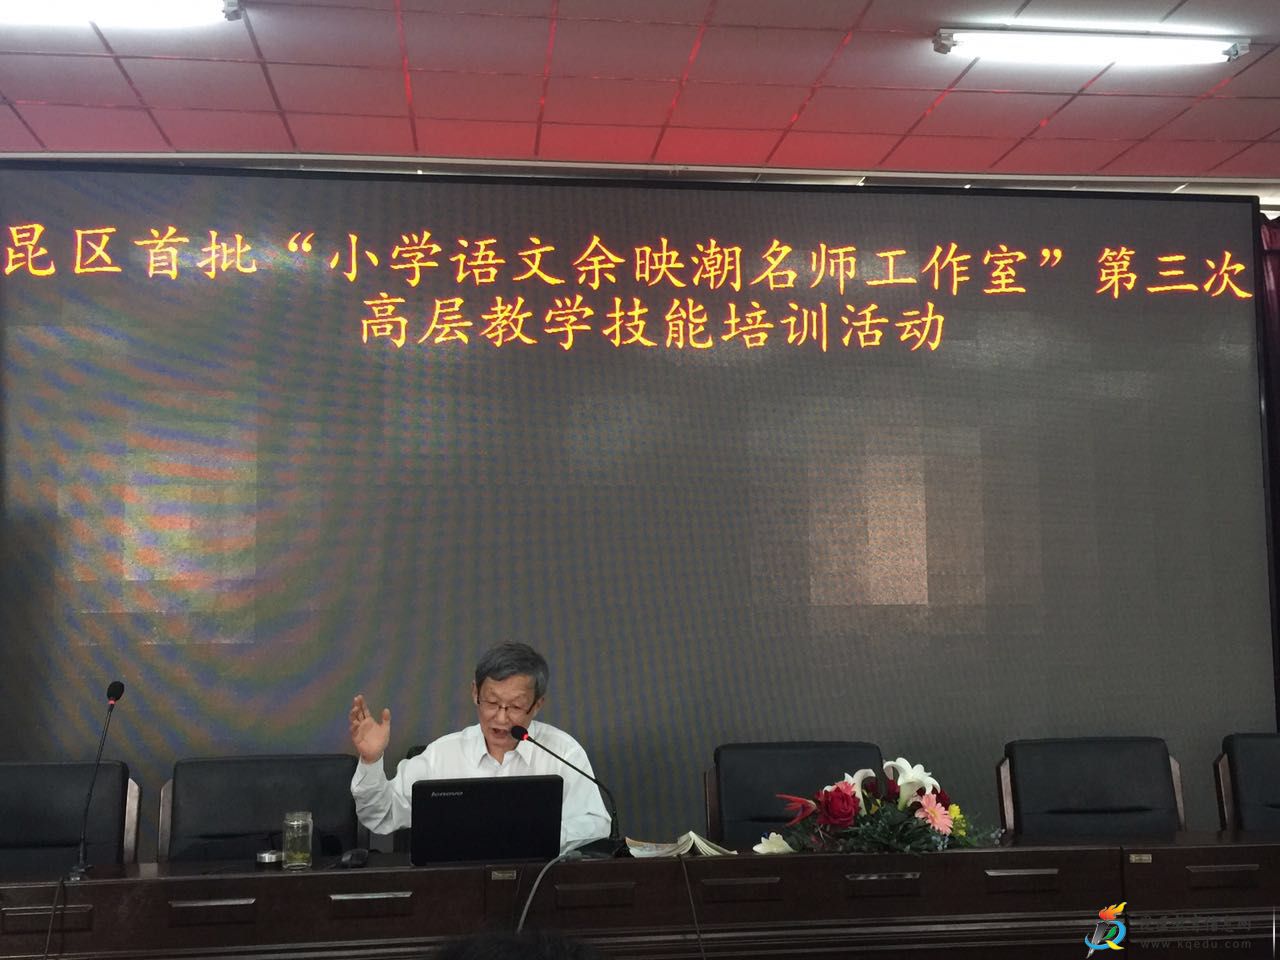 昆区首批“小学语文余映潮名师工作室”第三次
高层教学技能培训活动
lenovo
www.kqedu.com